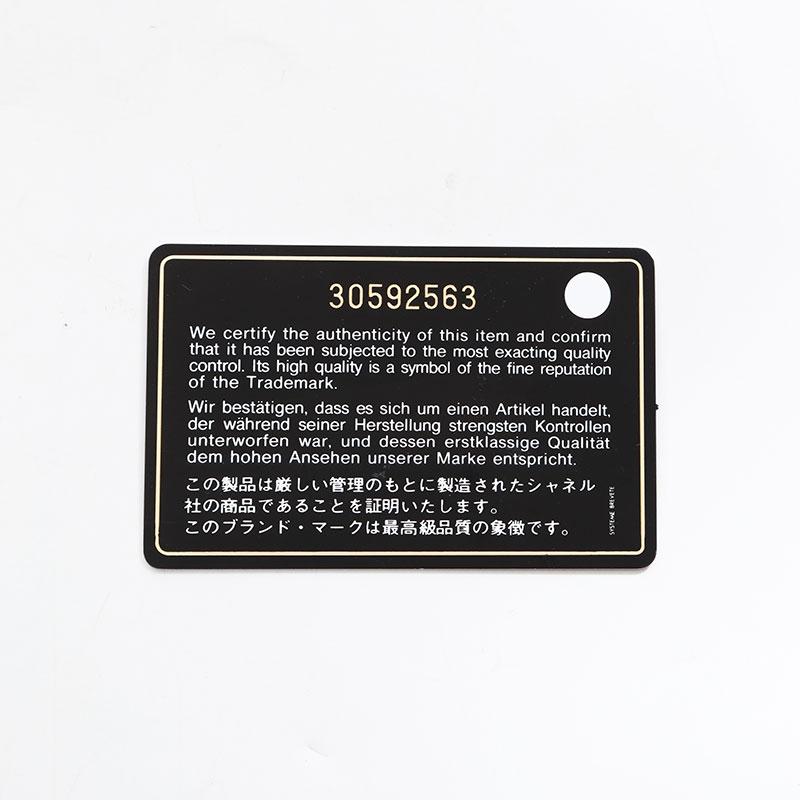 30592563
We certify the authenticity of this item and confirm
that it has been subjected to the most exacting quality
control. Its high quality is a symbol of the fine reputation
of the Trademark.
Wir bestätigen, dass es sich um einen Artikel handelt,
der während seiner Herstellung strengsten Kontrollen
unterworfen war, und dessen erstklassige Qualität
dem hohen Ansehen unserer Marke entspricht.
この製品は厳しい管理のもとに製造されたシャネル
社の商品であることを証明いたします。
このブランド・マークは最高級品質の象徴です。
SYSTEME BREVETE